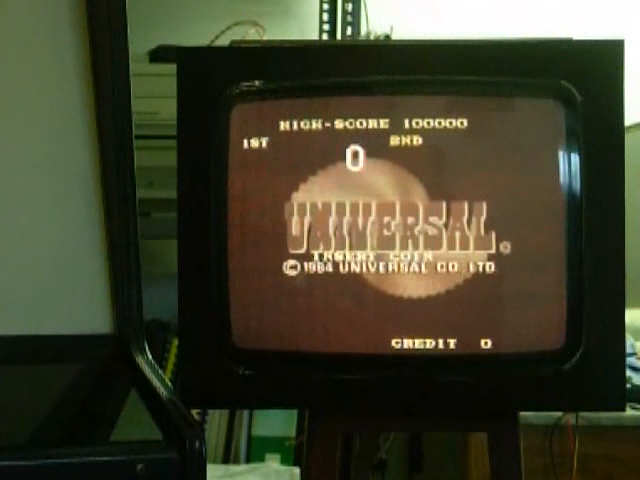 HIGH-SCORE 100000
1ST 2ND
0
UNIVERSAL
INSERT COIN
© 1984 UNIVERSAL CO. LTD
CREDIT 0